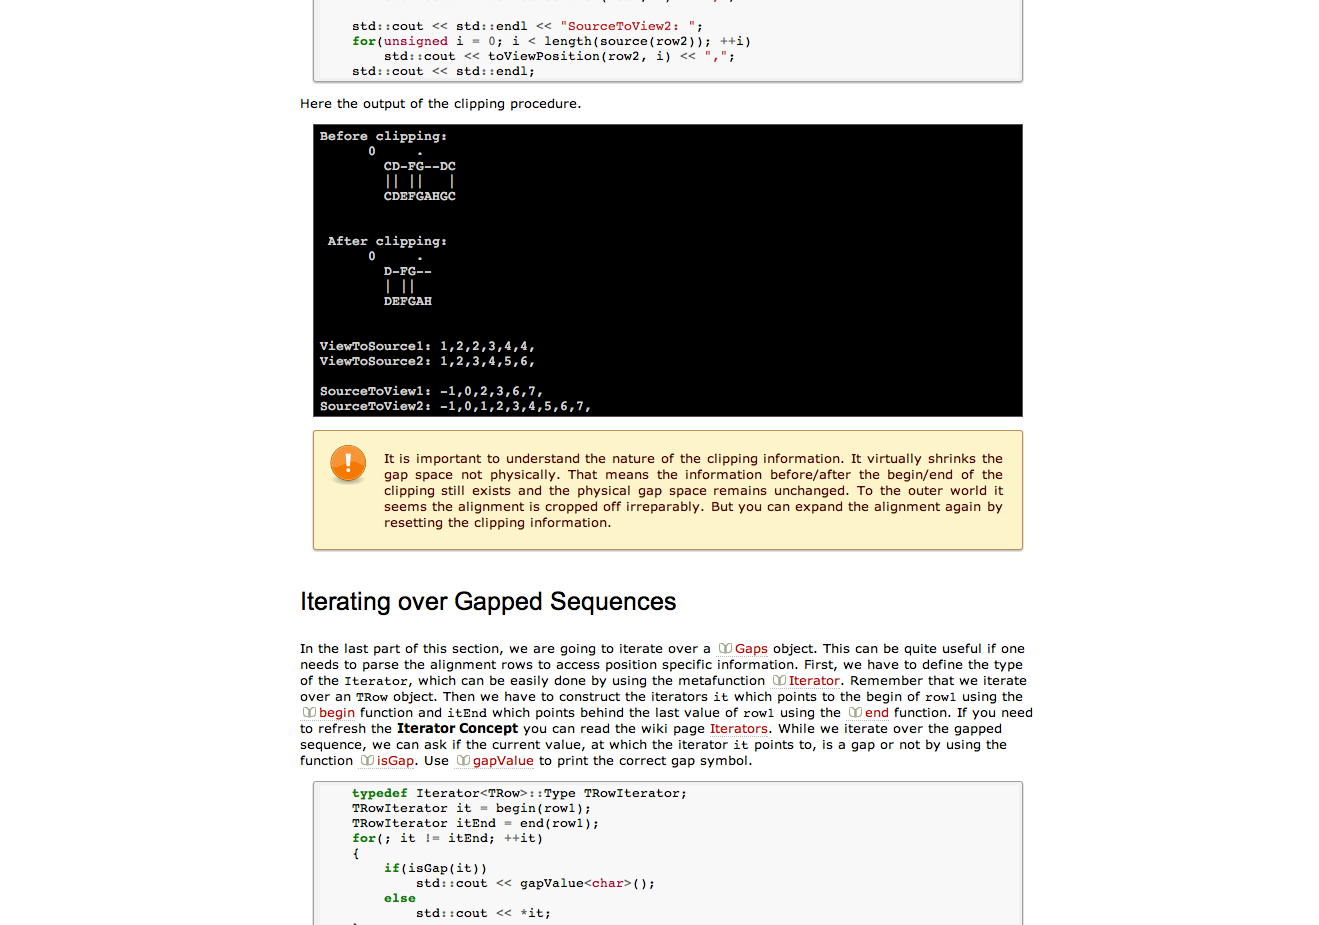 std::cout << std::endl << "SourceToView2: ";
for(unsigned i = 0; i < length(source(row2)); ++i)
std::cout << toViewPosition(row2, i) << ",";
std::cout << std::endl;
Here the output of the clipping procedure.
Before clipping:
0 .
CD-FG--DC
|| || |
CDEFGAHGC
After clipping:
0 .
D-FG--
| ||
DEFGAH
ViewToSource1: 1,2,2,3,4,4,
ViewToSource2: 1,2,3,4,5,6,
SourceToView1: -1,0,2,3,6,7,
SourceToView2: -1,0,1,2,3,4,5,6,7,
It is important to understand the nature of the clipping information. It virtually shrinks the
gap space not physically. That means the information before/after the begin/end of the
clipping still exists and the physical gap space remains unchanged. To the outer world it
seems the alignment is cropped off irreparably. But you can expand the alignment again by
resetting the clipping information.
Iterating over Gapped Sequences
In the last part of this section, we are going to iterate over a Gaps object. This can be quite useful if one
needs to parse the alignment rows to access position specific information. First, we have to define the type
of the Iterator, which can be easily done by using the metafunction Iterator. Remember that we iterate
over an TRow object. Then we have to construct the iterators it which points to the begin of row1 using the
begin function and itEnd which points behind the last value of row1 using the end function. If you need
to refresh the Iterator Concept you can read the wiki page Iterators. While we iterate over the gapped
sequence, we can ask if the current value, at which the iterator it points to, is a gap or not by using the
function isGap. Use gapValue to print the correct gap symbol.
typedef Iterator<TRow>::Type TRowIterator;
TRowIterator it = begin(row1);
TRowIterator itEnd = end(row1);
for(; it != itEnd; ++it)
{
if(isGap(it))
std::cout << gapValue<char>();
else
std::cout << *it;